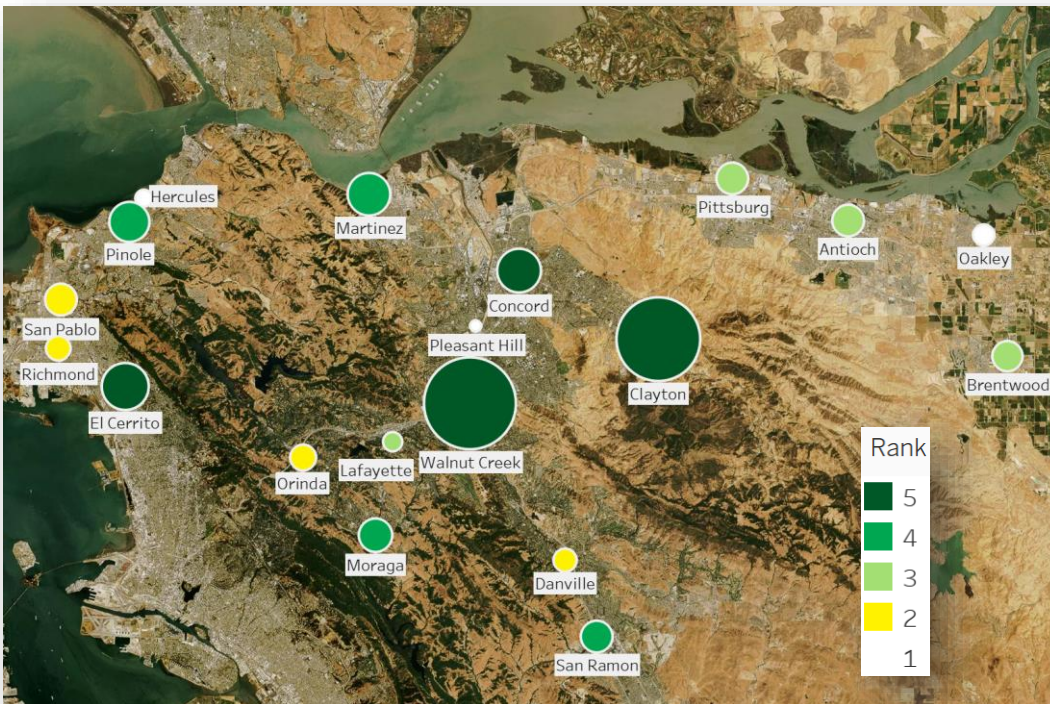 Hercules
Pinole
Martinez
Pittsburg
Antioch
Oakley
San Pablo
Concord
Richmond
Pleasant Hill
Brentwood
El Cerrito
Clayton
Walnut Creek
Lafayette
Orinda
Moraga
Danville
San Ramon
Rank
5
4
3
2
1